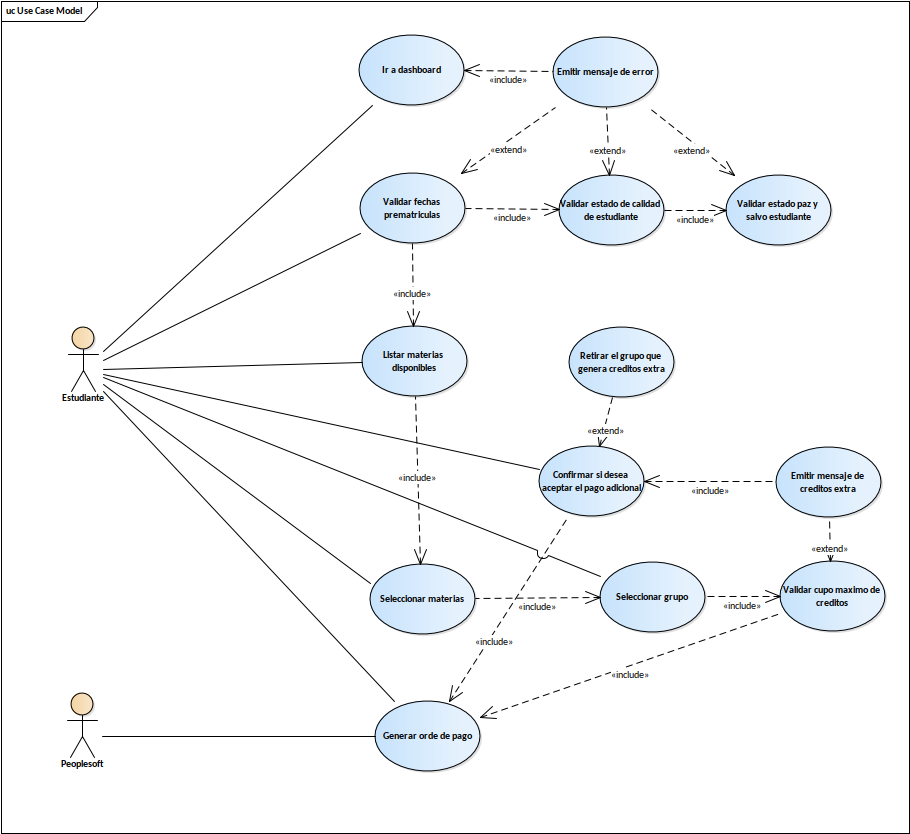 uc Use Case Model
Ir a dashboard
Emitir mensaje de error
«include»
«extend»
«extend»
«extend»
Validar fechas
prematriculas
«include»
Validar estado de calidad
de estudiante
«include»
Validar estado paz y
salvo estudiante
«include»
Estudiante
Listar materias
disponibles
Retirar el grupo que
genera creditos extra
«extend»
«include»
Confirmar si desea
aceptar el pago adicional
«include»
Emitir mensaje de
creditos extra
«extend»
Seleccionar materias
«include»
Seleccionar grupo
«include»
Validar cupo maximo de
creditos
«include»
«include»
Peoplesoft
Generar orde de pago